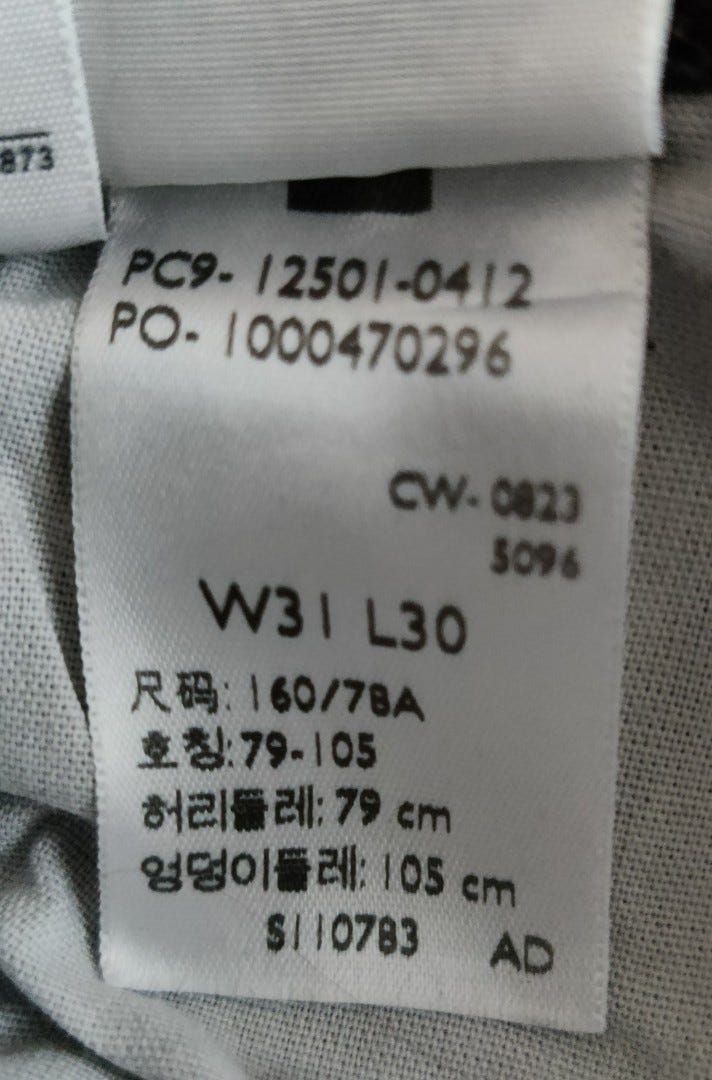 873
PC9-12501-0412
PO-1000470296
CW-0823
5096
W31 L30
尺码: 160/78A
호칭: 79-105
허리둘레: 79 cm
엉덩이둘레: 105 cm
S110783 AD